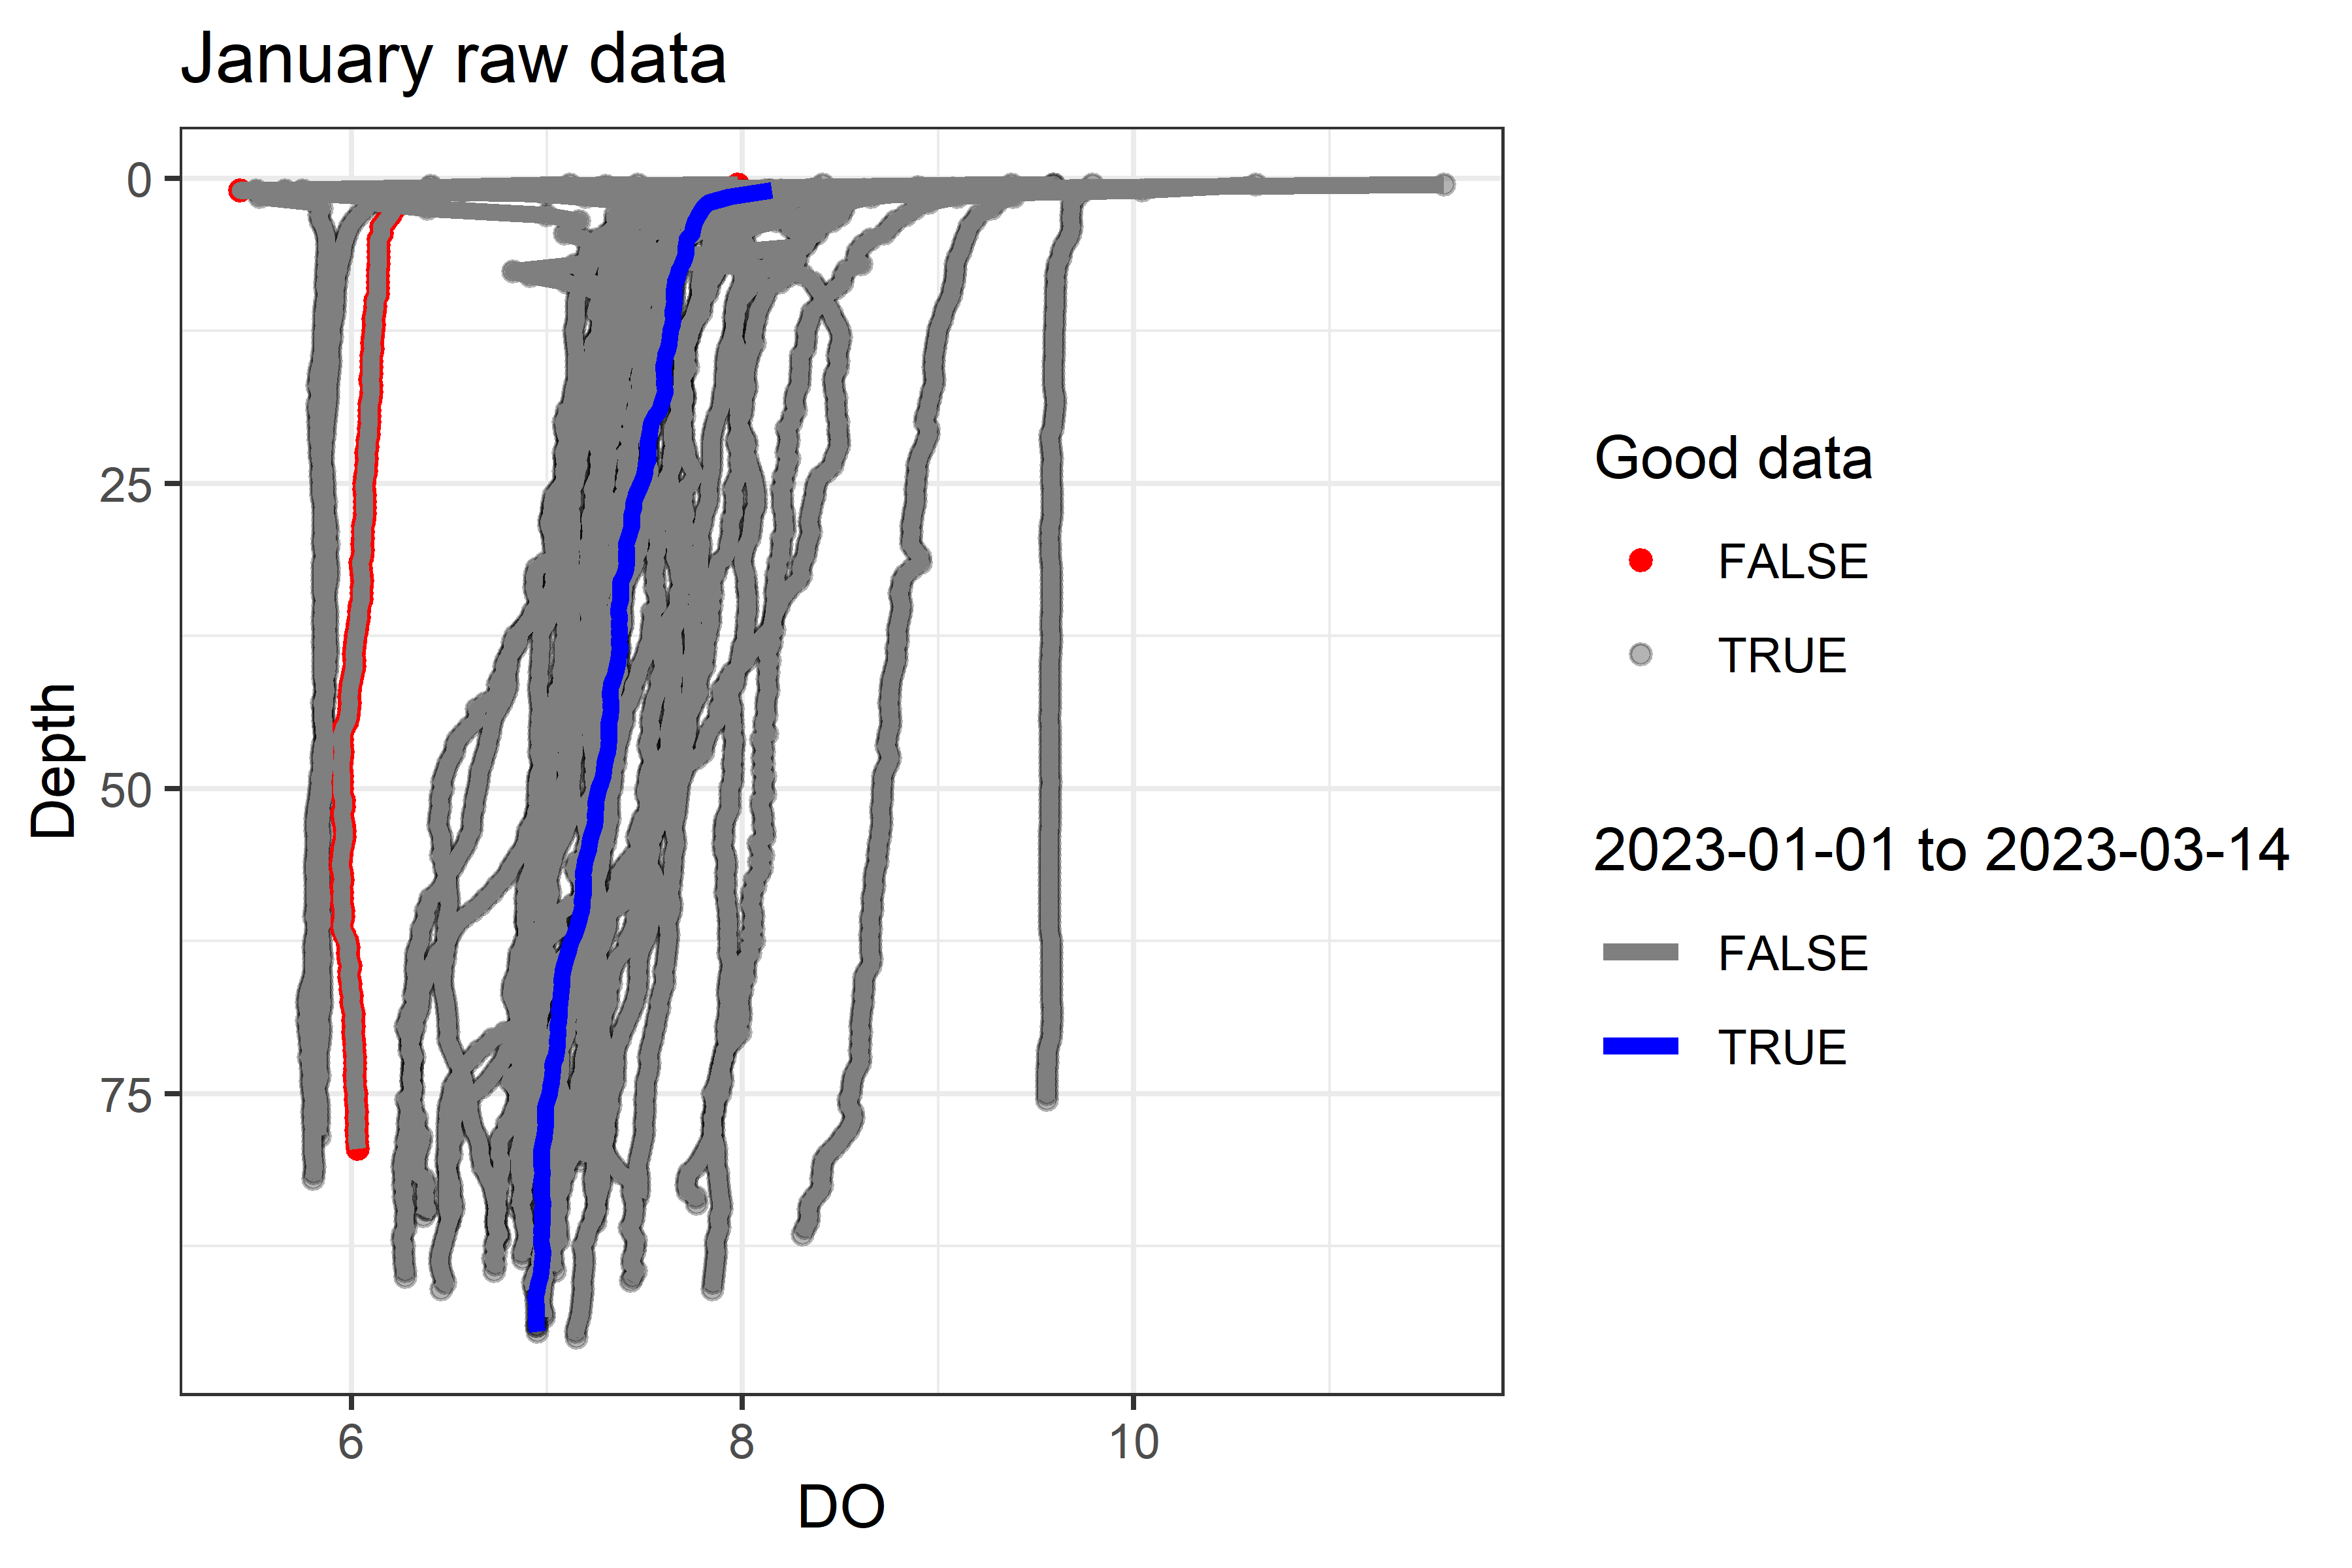 January raw data
0
25
50
75
Depth
6
8
10
DO
Good data
FALSE
TRUE
2023-01-01 to 2023-03-14
FALSE
TRUE